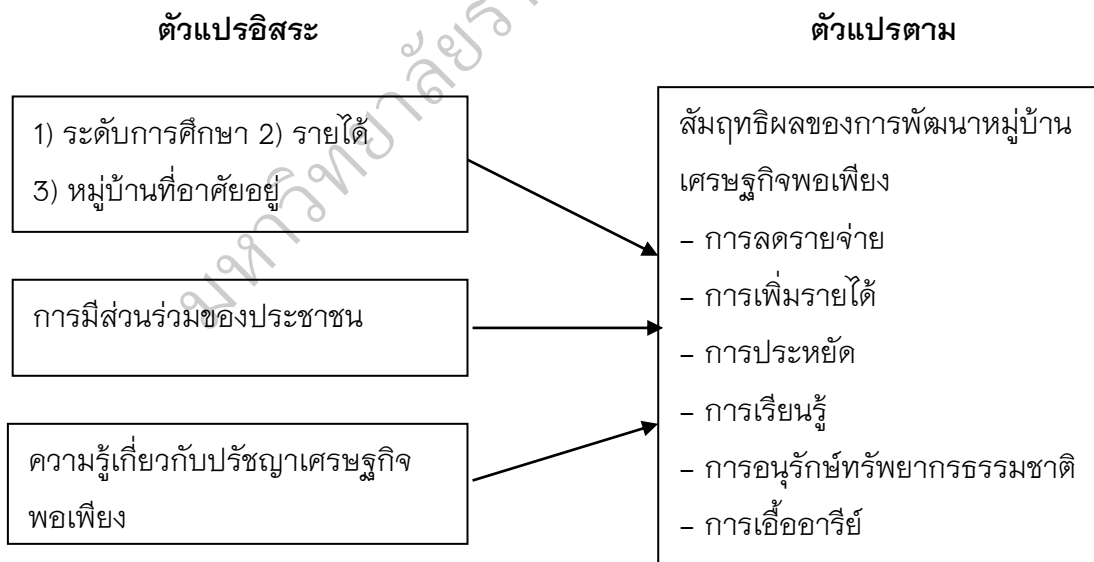 ตัวแปรอิสระ
ตัวแปรตาม
1) ระดับการศึกษา 2) รายได้
3) หมู่บ้านที่อาศัยอยู่
การมีส่วนร่วมของประชาชน
ความรู้เกี่ยวกับปรัชญาเศรษฐกิจ
พอเพียง
สัมฤทธิผลของการพัฒนาหมู่บ้าน
เศรษฐกิจพอเพียง
– การลดรายจ่าย
– การเพิ่มรายได้
– การประหยัด
– การเรียนรู้
– การอนุรักษ์ทรัพยากรธรรมชาติ
– การเอื้ออารีย์
มหาวิทยาลัย